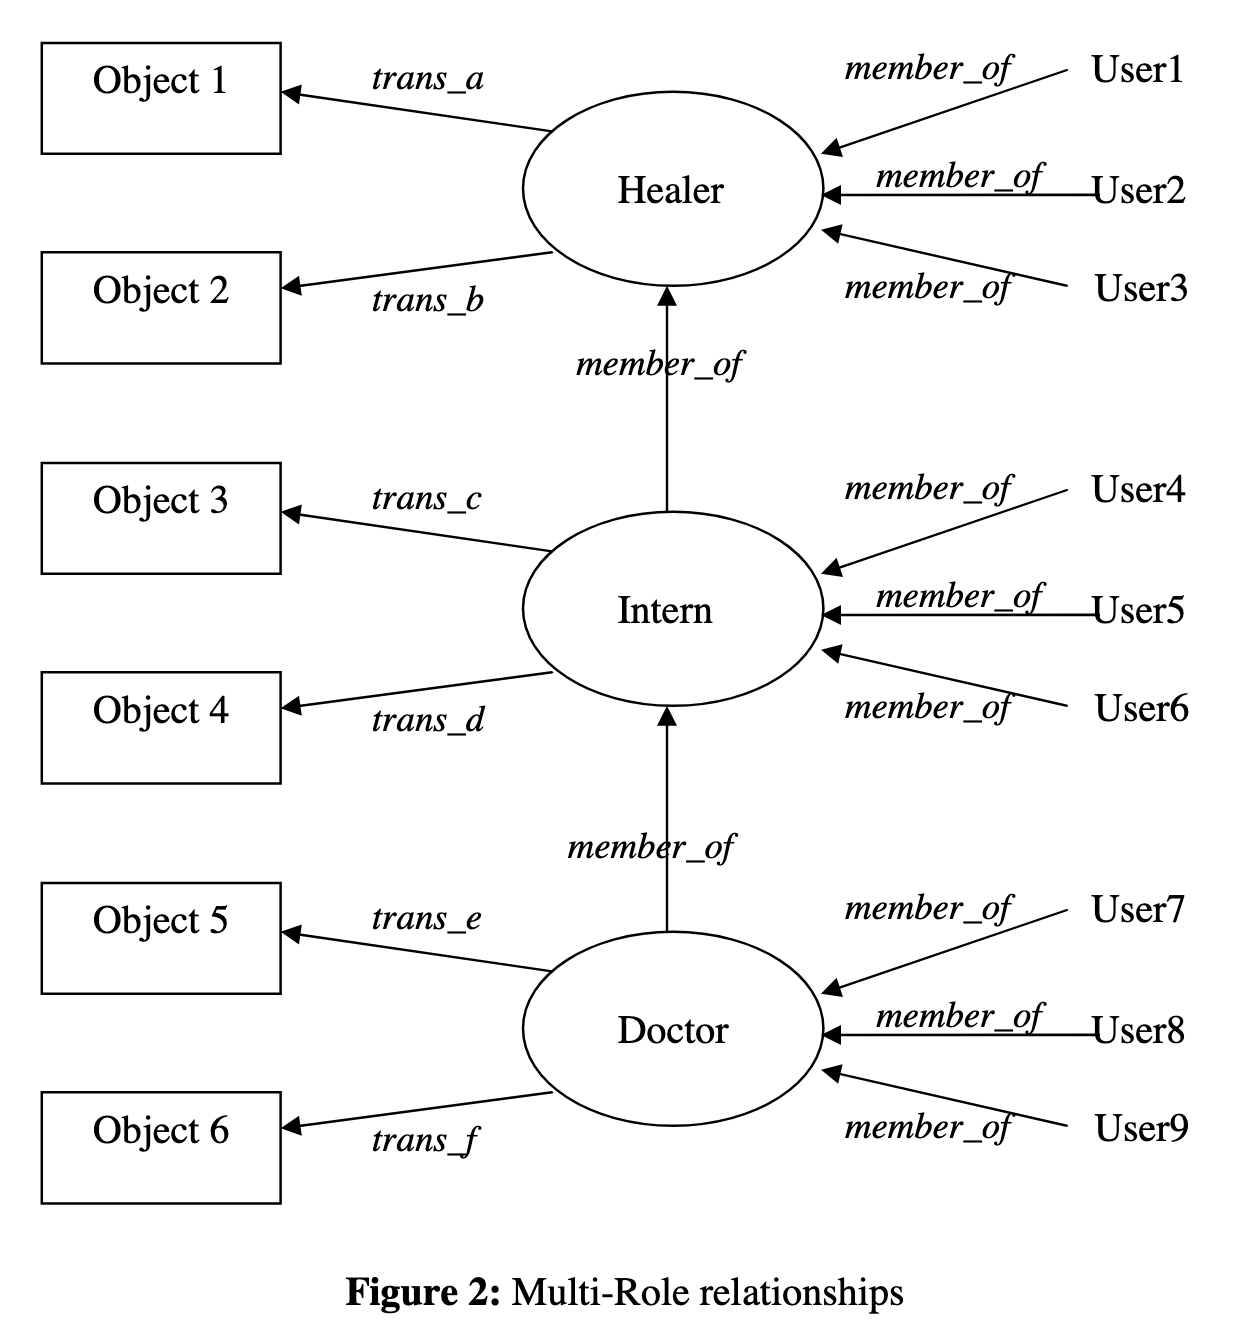 Object 1
trans_a
member_of
User1
Healer
member_of
User2
Object 2
trans_b
member_of
User3
member_of
Object 3
trans_c
member_of
User4
Intern
member_of
User5
Object 4
trans_d
member_of
User6
member_of
Object 5
trans_e
member_of
User7
Doctor
member_of
User8
Object 6
trans_f
member_of
User9
Figure 2: Multi-Role relationships